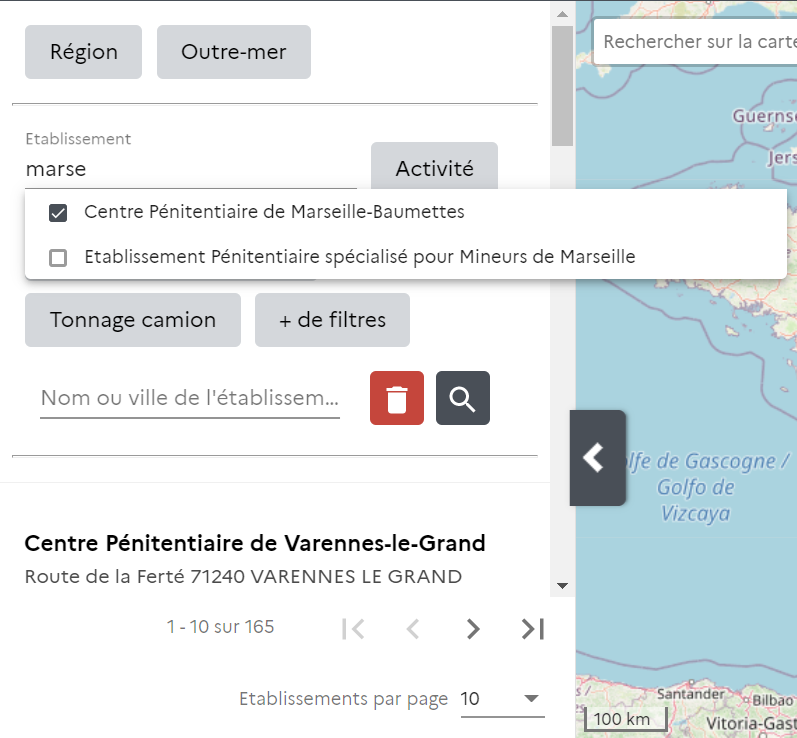 Région
Outre-mer
Rechercher sur la carte
Etablissement
marse
Activité
Centre Pénitentiaire de Marseille-Baumettes
Etablissement Pénitentiaire spécialisé pour Mineurs de Marseille
Tonnage camion
+ de filtres
Nom ou ville de l'établissem...
Centre Pénitentiaire de Varennes-le-Grand
Route de la Ferté 71240 VARENNES LE GRAND
1 - 10 sur 165
Etablissements par page 10
Guerns
Jers
lfe de Gascogne /
Golfo de
Vizcaya
Santander
Bilbao
Vitoria-Gast
100 km